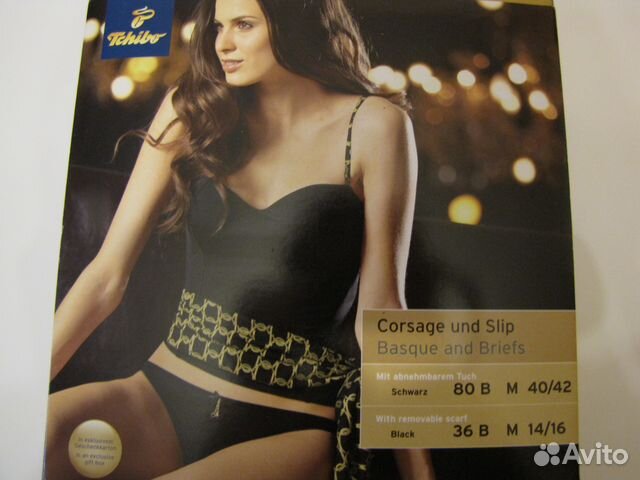 Tchibo
Corsage und Slip
Basque and Briefs
Mit abnehmbarem Tuch
Schwarz 80 B M 40/42
With removable scarf
Black 36 B M 14/16
in exklusivem
Geschenkkarton
in an exclusive
gift box
Avito